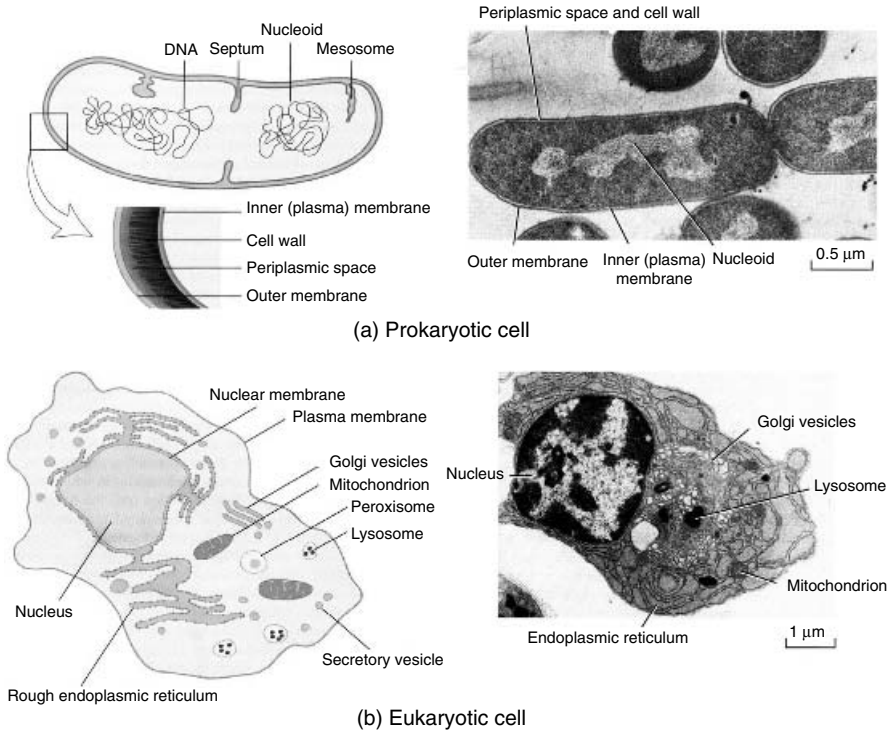 Periplasmic space and cell wall
Nucleoid
DNA
Septum
Mesosome
Inner (plasma) membrane
Cell wall
Periplasmic space
Outer membrane
Outer membrane
Inner (plasma)
membrane
Nucleoid
0.5 μm
(a) Prokaryotic cell
Nuclear membrane
Plasma membrane
Golgi vesicles
Mitochondrion
Peroxisome
Lysosome
Nucleus
Secretory vesicle
Rough endoplasmic reticulum
Golgi vesicles
Nucleus
Lysosome
Mitochondrion
Endoplasmic reticulum
1 μm
(b) Eukaryotic cell